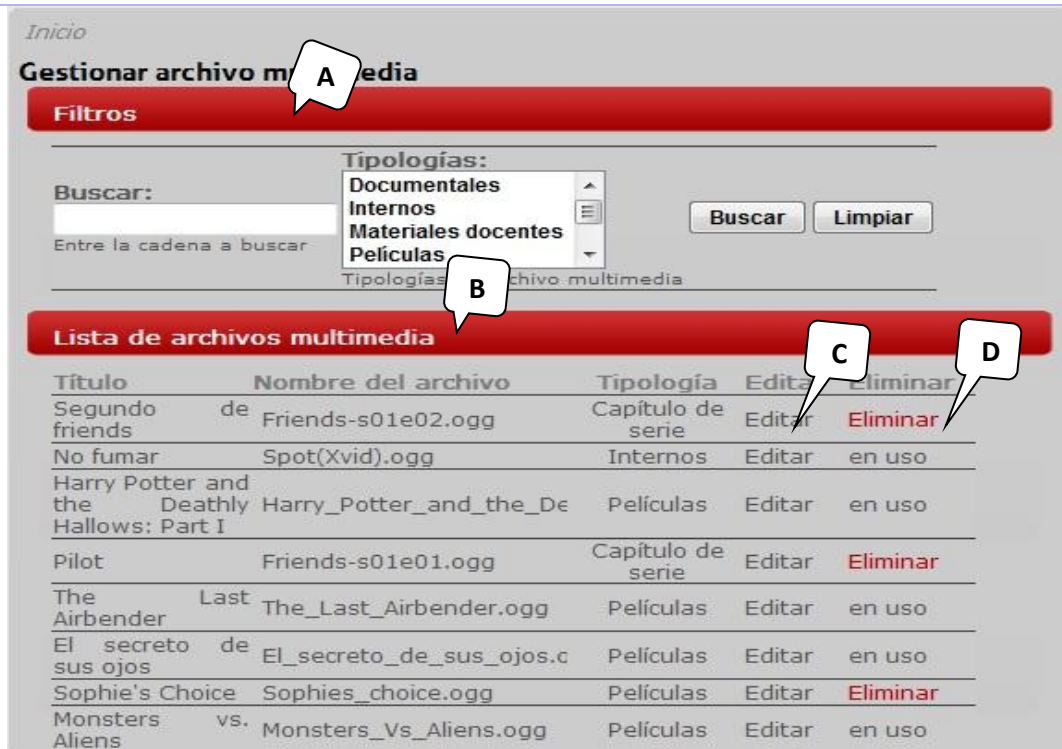 Inicio
Gestionar archivo m edia
A
Filtros
Tipologías:
Buscar:
Documentales
Internos
Materiales docentes
Películas
Buscar Limpiar
Entre la cadena a buscar
Tipologías chivo multimedia
B
Lista de archivos multimedia
C
D
Título Nombre del archivo Tipología Edita Eliminar
Segundo de Capítulo de
friends Friends-s01e02.ogg serie Editar Eliminar
No fumar Spot(Xvid).ogg Internos Editar en uso
Harry Potter and
the Deathly Harry_Potter_and_the_De Películas Editar en uso
Hallows: Part I
Pilot Friends-s01e01.ogg Capítulo de Editar Eliminar
serie
The Last The_Last_Airbender.ogg Películas Editar en uso
Airbender
El secreto de El_secreto_de_sus_ojos.c Películas Editar en uso
sus ojos
Sophie's Choice Sophies_choice.ogg Películas Editar Eliminar
Monsters vs. Monsters_Vs_Aliens.ogg Películas Editar en uso
Aliens